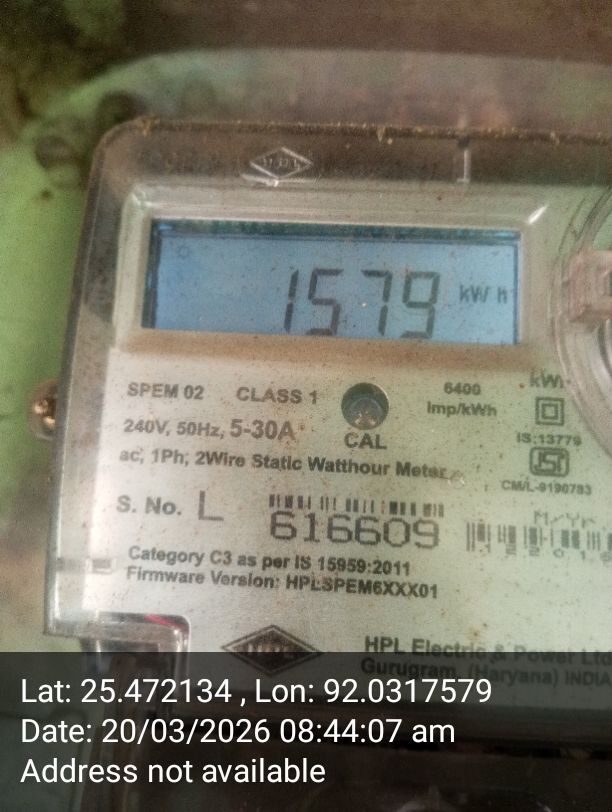 HPL
1579 kWh
SPEM 02 CLASS 1 6400 kWh
240V, 50Hz, 5-30A Imp/kWh
CAL IS:13779
ac, 1Ph, 2Wire Static Watthour Meter
CM/L-9190783
S. No. L 616609 M/Yr
Category C3 as per IS 15959:2011
Firmware Version: HPLSPEM6XXX01
HPL HPL Electric & Power Ltd
Gurugram, (Haryana) INDIA
Lat: 25.472134 , Lon: 92.0317579
Date: 20/03/2026 08:44:07 am
Address not available